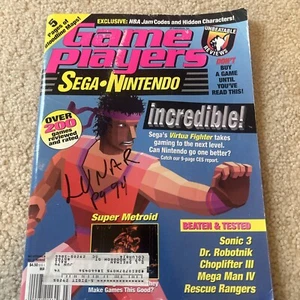 EXCLUSIVE: NBA Jam Codes and Hidden Characters!
5
Pages of
Game
Players
SEGA • NINTENDO
UNBEATABLE
REVIEWS
DON'T
BUY
A GAME
UNTIL
YOU'VE
READ THIS!
OVER
200
games
reviewed
and rated
incredible!
Sega's Virtua Fighter takes
gaming to the next level.
Can Nintendo go one better?
Catch our 9-page CES report.
LUNAR
pg 94
Super Metroid
Make Games This Good?
BEATEN & TESTED
Sonic 3
Dr. Robotnik
Choplifter III
Mega Man IV
Rescue Rangers